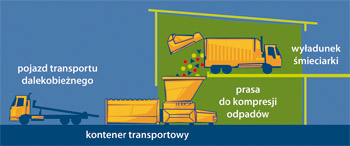 wyładunek
śmieciarki
pojazd transportu
dalekobieżnego
prasa
do kompresji
odpadów
kontener transportowy